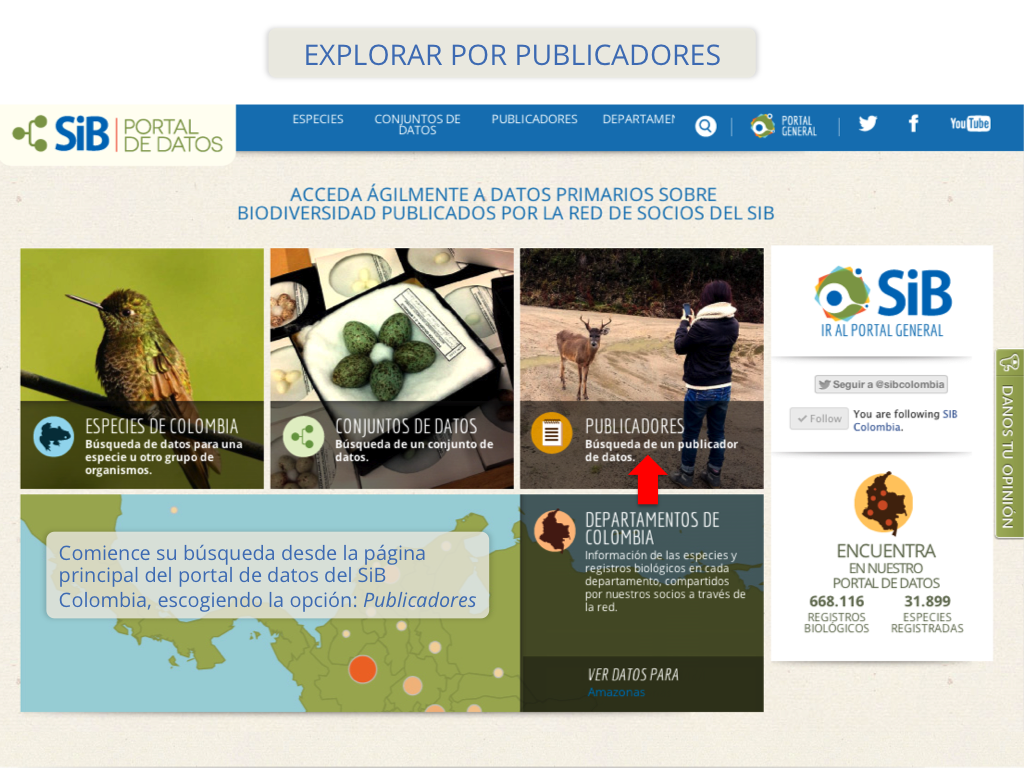 EXPLORAR POR PUBLICADORES
SiB PORTAL
DE DATOS
ESPECIES
CONJUNTOS DE
DATOS
PUBLICADORES
DEPARTAMEN
PORTAL
GENERAL
YouTube
ACCEDA ÁGILMENTE A DATOS PRIMARIOS SOBRE
BIODIVERSIDAD PUBLICADOS POR LA RED DE SOCIOS DEL SIB
ESPECIES DE COLOMBIA
Búsqueda de datos para una
especie u otro grupo de
organismos.
CONJUNTOS DE DATOS
Búsqueda de un conjunto de
datos.
PUBLICADORES
Búsqueda de un publicador
de datos.
SiB
IR AL PORTAL GENERAL
Seguir a @sibcolombia
Follow
You are following SIB
Colombia.
DANOS TU OPINIÓN
Comience su búsqueda desde la página
principal del portal de datos del SiB
Colombia, escogiendo la opción: Publicadores
DEPARTAMENTOS DE
COLOMBIA
Información de las especies y
registros biológicos en cada
departamento, compartidos
por nuestros socios a través de
la red.
VER DATOS PARA
Amazonas
ENCUENTRA
EN NUESTRO
PORTAL DE DATOS
668.116
REGISTROS
BIOLÓGICOS
31.899
ESPECIES
REGISTRADAS